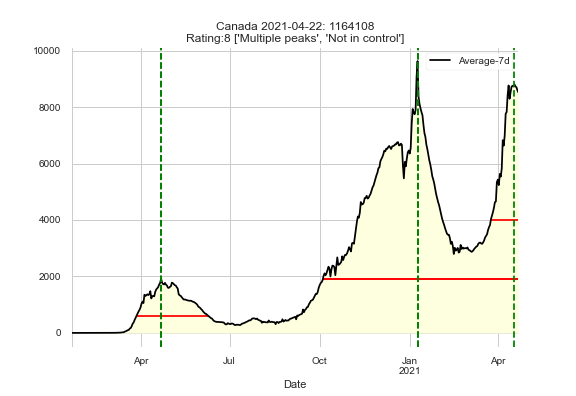 Canada 2021-04-22: 1164108
Rating:8 ['Multiple peaks', 'Not in control']
Average-7d
10000
8000
6000
4000
2000
0
Apr Jul Oct Jan Apr
2021
Date